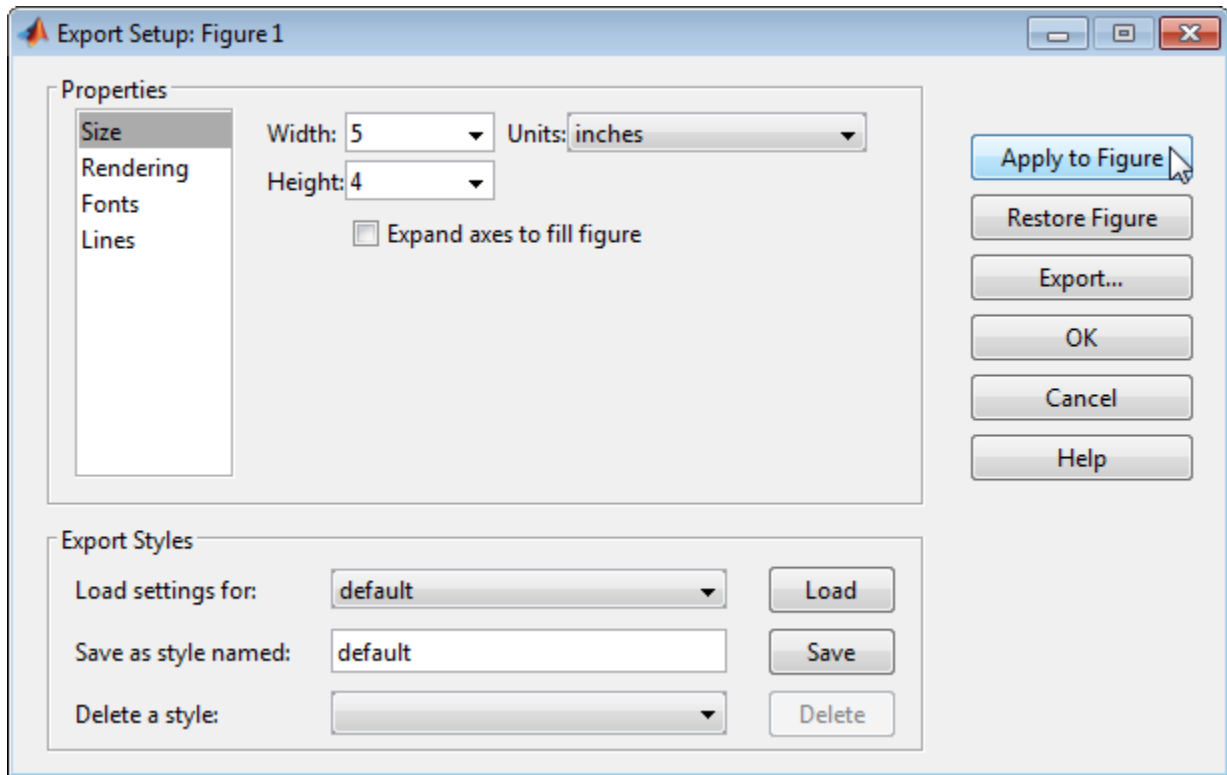 Export Setup: Figure 1
Properties
Size
Rendering
Fonts
Lines
Width: 5 Units: inches
Height: 4
Expand axes to fill figure
Apply to Figure
Restore Figure
Export...
OK
Cancel
Help
Export Styles
Load settings for: default Load
Save as style named: default Save
Delete a style: Delete